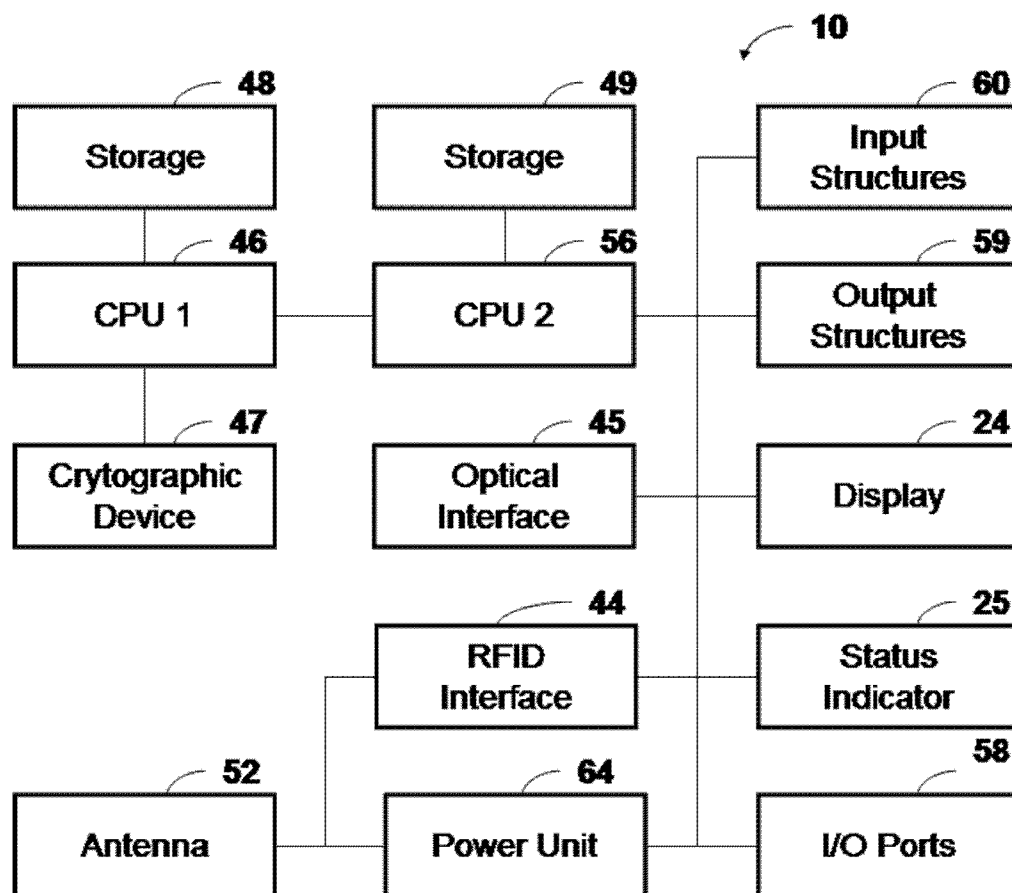 10
48
Storage
49
Storage
60
Input
Structures
46
CPU 1
56
CPU 2
59
Output
Structures
47
Crytographic
Device
45
Optical
Interface
24
Display
44
RFID
Interface
25
Status
Indicator
52
Antenna
64
Power Unit
58
I/O Ports